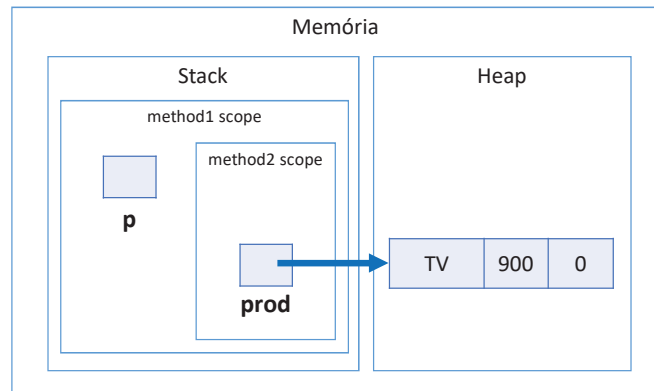 Memória
Stack
Heap
method1 scope
method2 scope
p
prod
TV 900 0